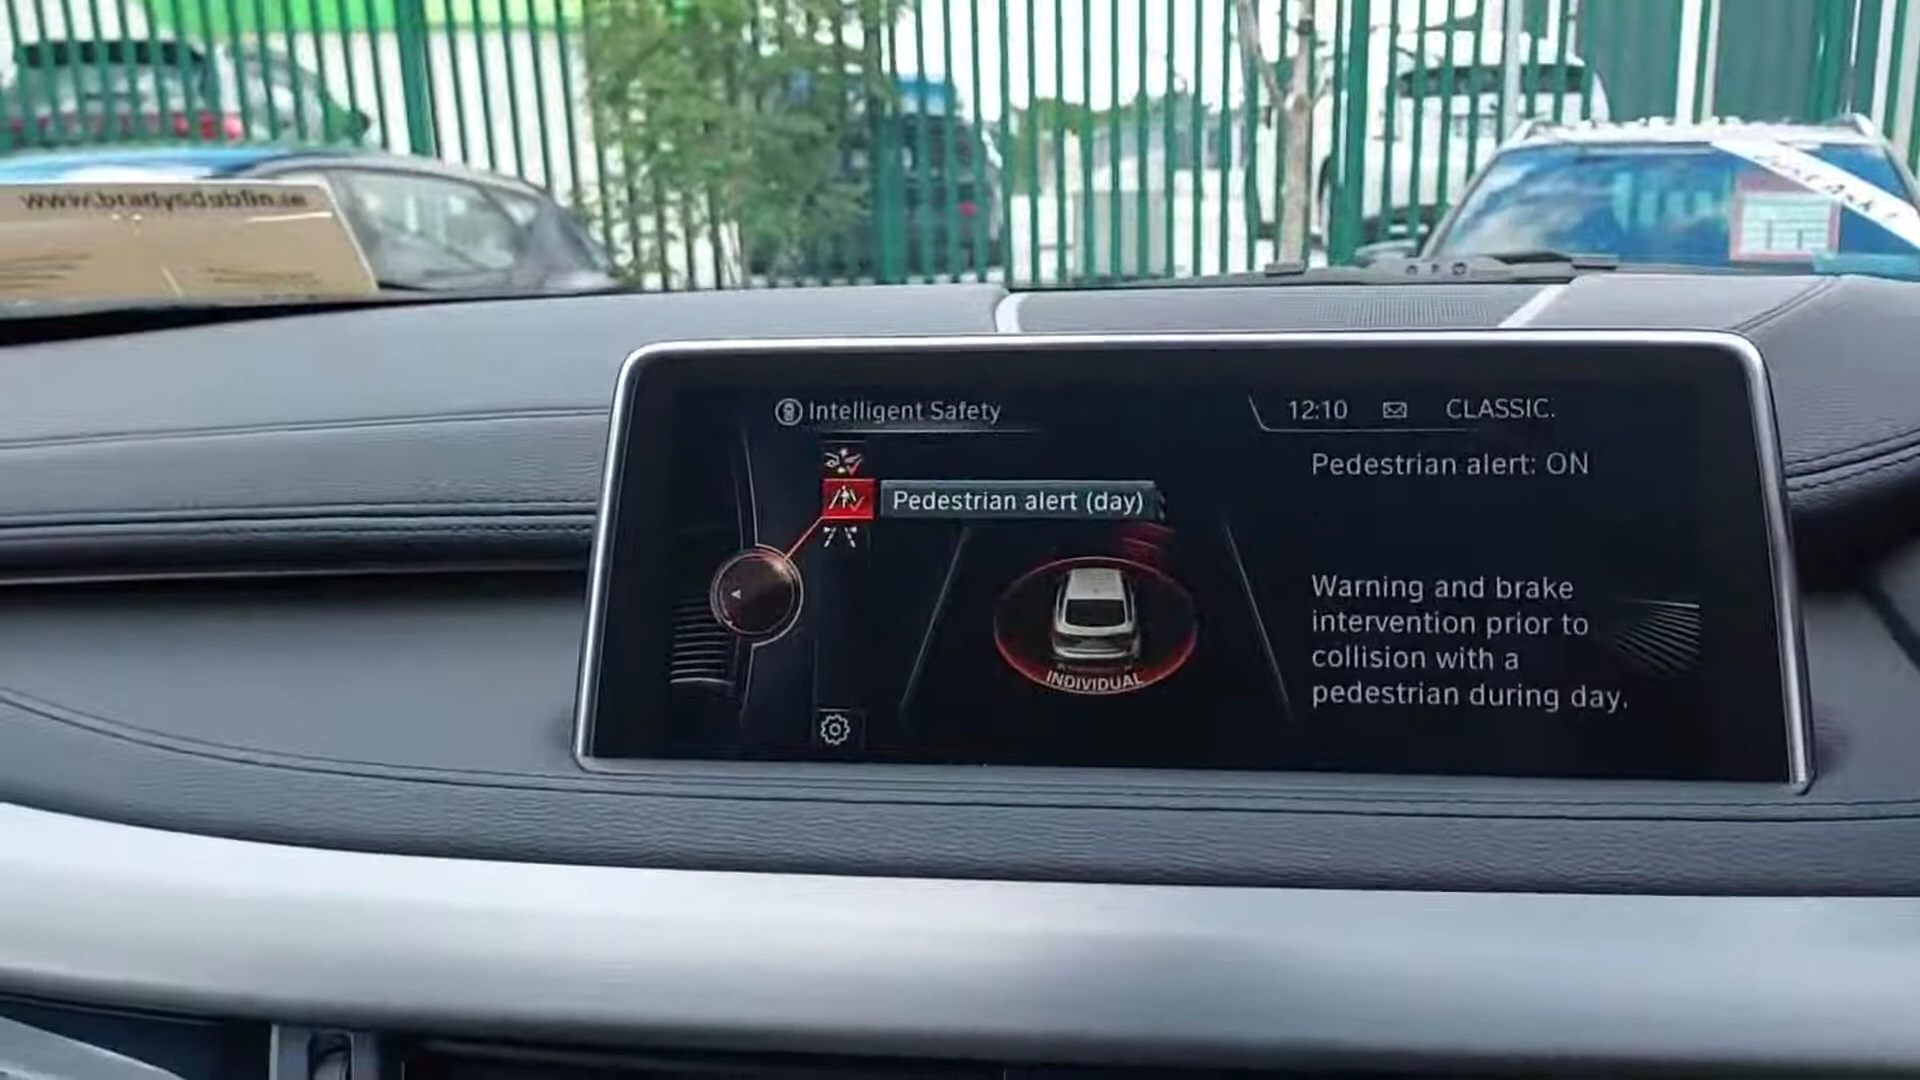 www.bradysdublin.ie
Intelligent Safety
12:10
CLASSIC.
Pedestrian alert: ON
Pedestrian alert (day)
Warning and brake
intervention prior to
collision with a
pedestrian during day.
INDIVIDUAL